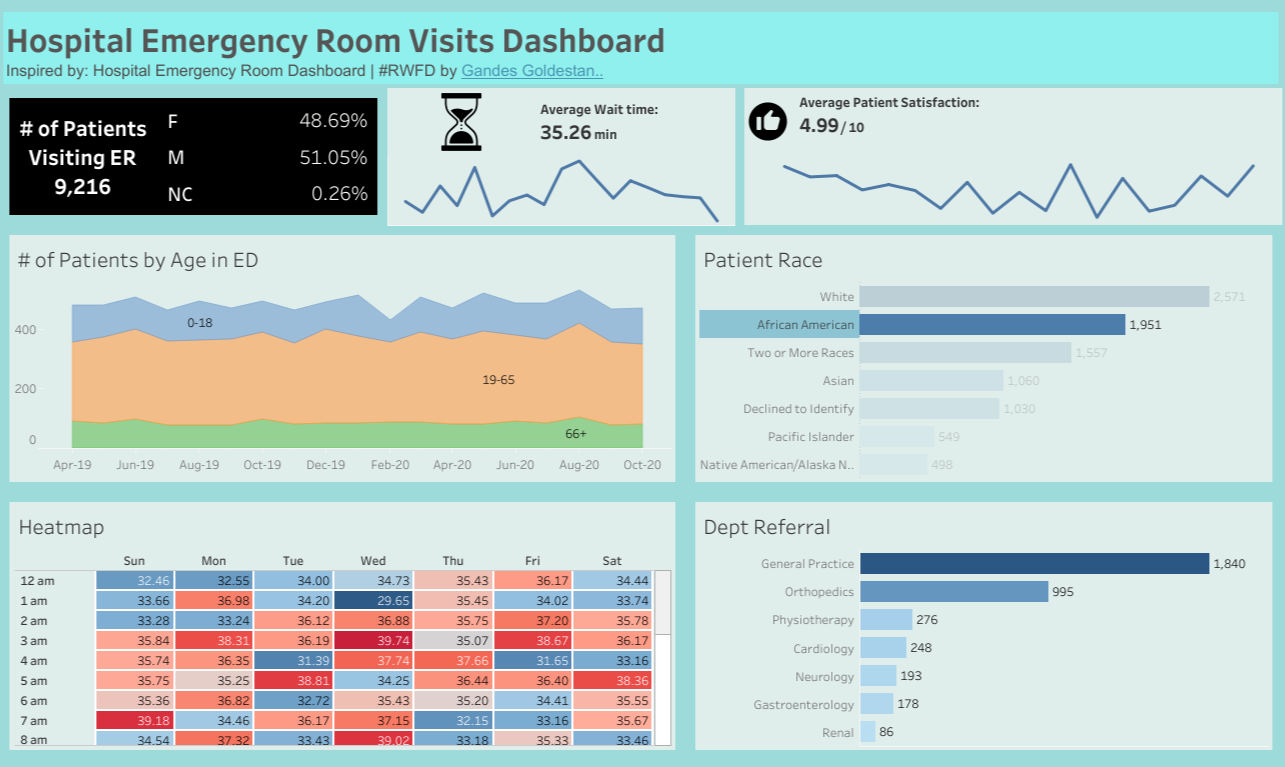 Hospital Emergency Room Visits Dashboard
Inspired by: Hospital Emergency Room Dashboard | #RWFD by Gandes Goldestan..
# of Patients
Visiting ER
9,216
F 48.69%
M 51.05%
NC 0.26%
Average Wait time:
35.26 min
Average Patient Satisfaction:
4.99 / 10
# of Patients by Age in ED
400
200
0
0-18
19-65
66+
Apr-19 Jun-19 Aug-19 Oct-19 Dec-19 Feb-20 Apr-20 Jun-20 Aug-20 Oct-20
Patient Race
White 2,571
African American 1,951
Two or More Races 1,557
Asian 1,060
Declined to Identify 1,030
Pacific Islander 549
Native American/Alaska N.. 498
Heatmap
Sun Mon Tue Wed Thu Fri Sat
12 am 32.46 32.55 34.00 34.73 35.43 36.17 34.44
1 am 33.66 36.98 34.20 29.65 35.45 34.02 33.74
2 am 33.28 33.24 36.12 36.88 35.75 37.20 35.78
3 am 35.84 38.31 36.19 39.74 35.07 38.67 36.17
4 am 35.74 36.35 31.39 37.74 37.66 31.65 33.16
5 am 35.75 35.25 38.81 34.25 36.44 36.40 38.36
6 am 35.36 36.82 32.72 35.43 35.20 34.41 35.55
7 am 39.18 34.46 36.17 37.15 32.15 33.16 35.67
8 am 34.54 37.32 33.43 39.02 33.18 35.33 33.46
Dept Referral
General Practice 1,840
Orthopedics 995
Physiotherapy 276
Cardiology 248
Neurology 193
Gastroenterology 178
Renal 86